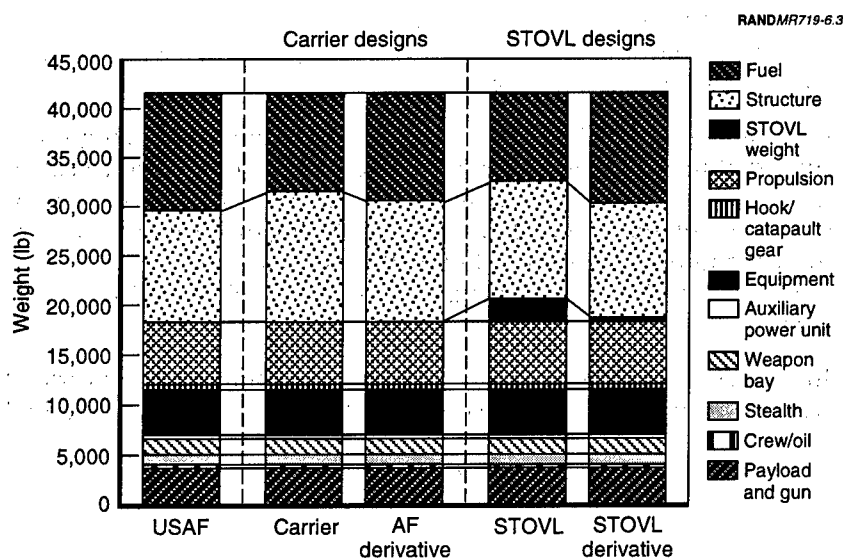 RANDMR719-6.3
Carrier designs
STOVL designs
45,000
40,000
35,000
30,000
25,000
20,000
15,000
10,000
5,000
0
Weight (lb)
USAF
Carrier
AF
derivative
STOVL
STOVL
derivative
Fuel
Structure
STOVL
weight
Propulsion
Hook/
catapault
gear
Equipment
Auxiliary
power unit
Weapon
bay
Stealth
Crew/oil
Payload
and gun